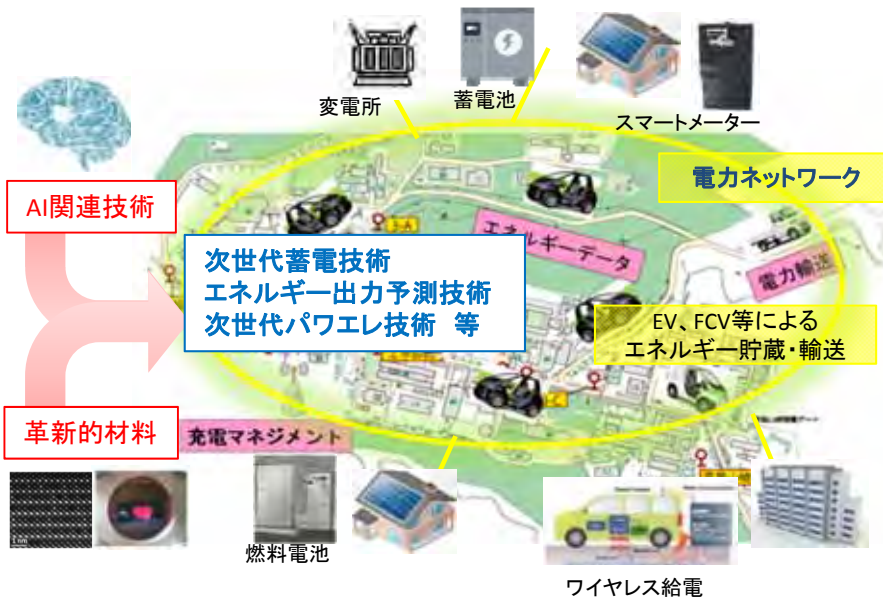 変電所
蓄電池
スマートメーター
電力ネットワーク
AI関連技術
エネルギーデータ
次世代蓄電技術
エネルギー出力予測技術
次世代パワエレ技術 等
電力輸送
EV、FCV等による
エネルギー貯蔵・輸送
革新的材料
充電マネジメント
1 nm
燃料電池
ワイヤレス給電